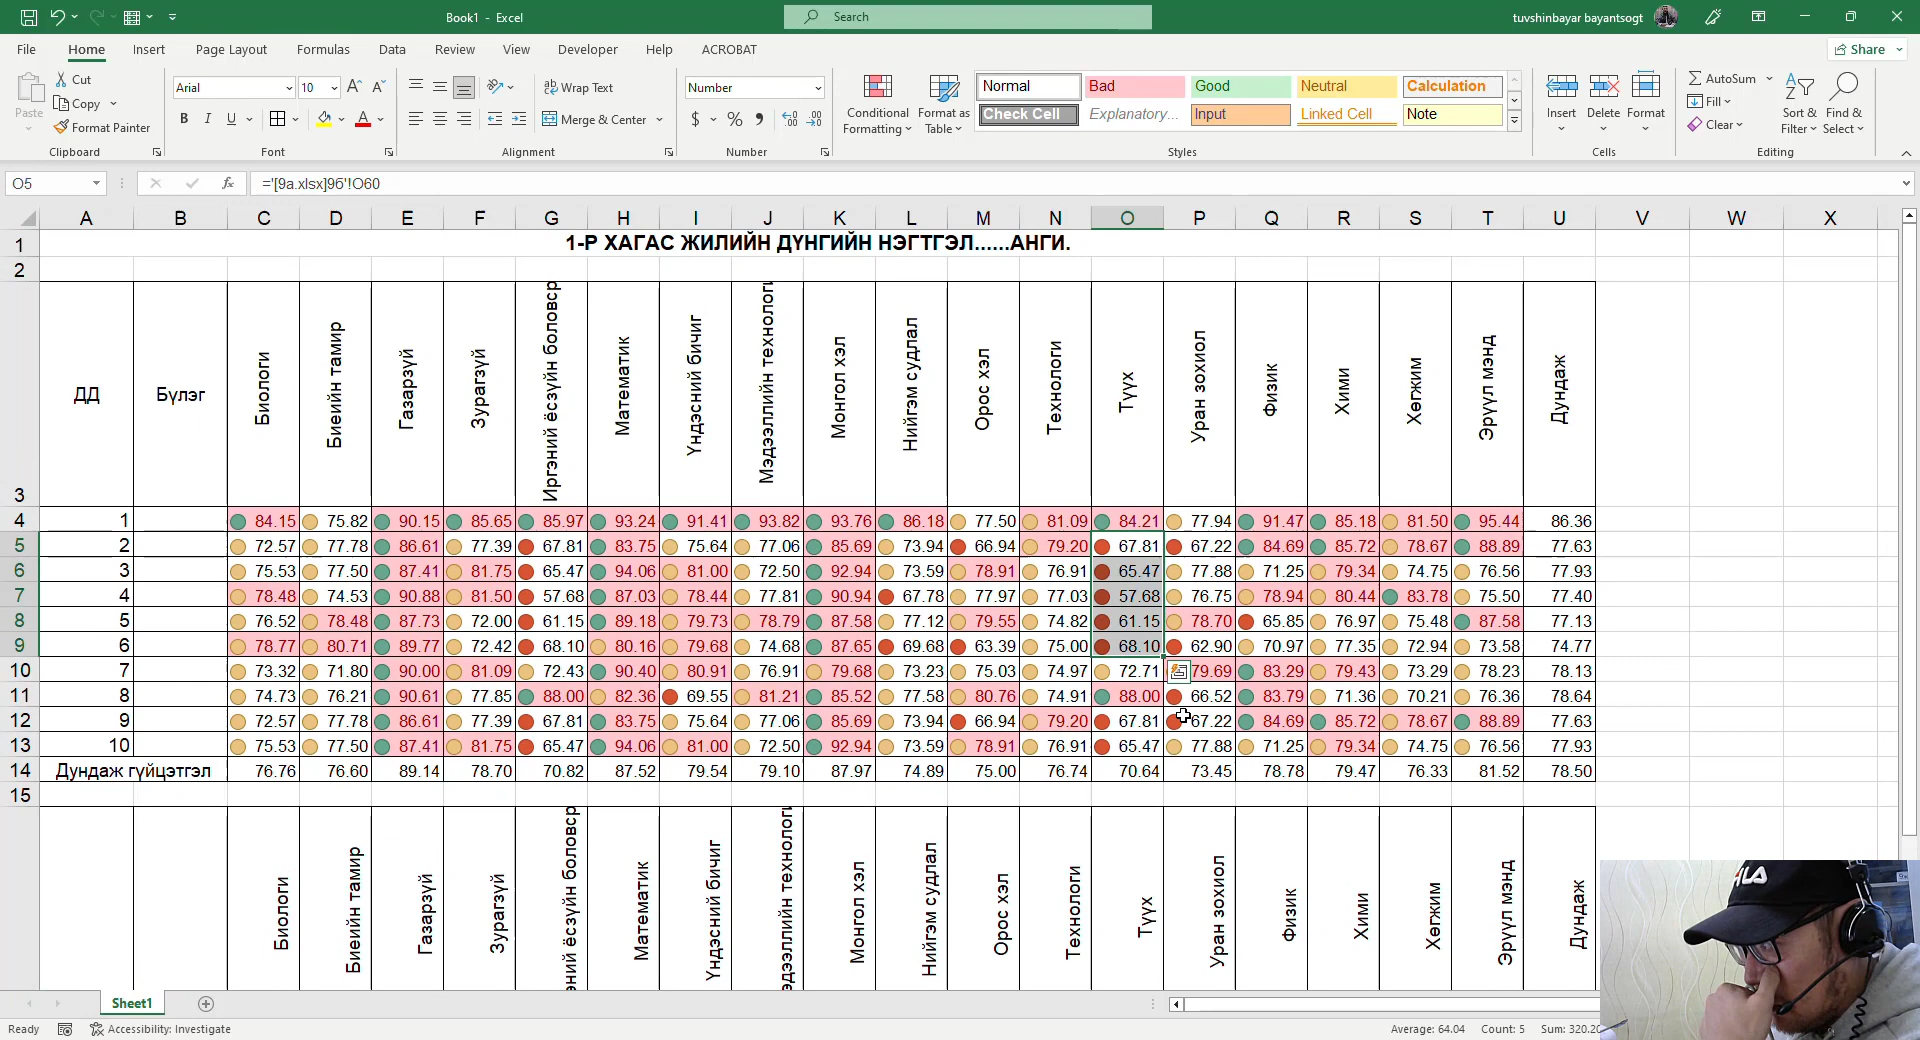 Book1 - Excel
Search
tuvshinbayar bayantsogt
File Home Insert Page Layout Formulas Data Review View Developer Help ACROBAT
Share
Paste
Cut
Copy
Format Painter
Clipboard
Arial 10
B I U
Font
Wrap Text
Merge & Center
Alignment
Number
$ %
Number
Conditional Formatting
Format as Table
Normal Bad Good Neutral Calculation
Check Cell Explanatory... Input Linked Cell Note
Styles
Insert Delete Format
Cells
AutoSum
Fill
Clear
Sort & Filter
Find & Select
Editing
O5
fx
='[9a.xlsx]9б'!O60
A B C D E F G H I J K L M N O P Q R S T U V W X
1 1-Р ХАГАС ЖИЛИЙН ДҮНГИЙН НЭГТГЭЛ......АНГИ.
2
3 ДД Бүлэг Биологи Биеийн тамир Газарзүй Зурагзүй Иргэний ёсзүйн боловср Математик Үндэсний бичиг Мэдээллийн технологи Монгол хэл Нийгэм судлал Орос хэл Технологи Түүх Уран зохиол Физик Хими Хөгжим Эрүүл мэнд Дундаж
4 1 84.15 75.82 90.15 85.65 85.97 93.24 91.41 93.82 93.76 86.18 77.50 81.09 84.21 77.94 91.47 85.18 81.50 95.44 86.36
5 2 72.57 77.78 86.61 77.39 67.81 83.75 75.64 77.06 85.69 73.94 66.94 79.20 67.81 67.22 84.69 85.72 78.67 88.89 77.63
6 3 75.53 77.50 87.41 81.75 65.47 94.06 81.00 72.50 92.94 73.59 78.91 76.91 65.47 77.88 71.25 79.34 74.75 76.56 77.93
7 4 78.48 74.53 90.88 81.50 57.68 87.03 78.44 77.81 90.94 67.78 77.97 77.03 57.68 76.75 78.94 80.44 83.78 75.50 77.40
8 5 76.52 78.48 87.73 72.00 61.15 89.18 79.73 78.79 87.58 77.12 79.55 74.82 61.15 78.70 65.85 76.97 75.48 87.58 77.13
9 6 78.77 80.71 89.77 72.42 68.10 80.16 79.68 74.68 87.65 69.68 63.39 75.00 68.10 62.90 70.97 77.35 72.94 73.58 74.77
10 7 73.32 71.80 90.00 81.09 72.43 90.40 80.91 76.91 79.68 73.23 75.03 74.97 72.71 79.69 83.29 79.43 73.29 78.23 78.13
11 8 74.73 76.21 90.61 77.85 88.00 82.36 69.55 81.21 85.52 77.58 80.76 74.91 88.00 66.52 83.79 71.36 70.21 76.36 78.64
12 9 72.57 77.78 86.61 77.39 67.81 83.75 75.64 77.06 85.69 73.94 66.94 79.20 67.81 67.22 84.69 85.72 78.67 88.89 77.63
13 10 75.53 77.50 87.41 81.75 65.47 94.06 81.00 72.50 92.94 73.59 78.91 76.91 65.47 77.88 71.25 79.34 74.75 76.56 77.93
14 Дундаж гүйцэтгэл 76.76 76.60 89.14 78.70 70.82 87.52 79.54 79.10 87.97 74.89 75.00 76.74 70.64 73.45 78.78 79.47 76.33 81.52 78.50
15
Биологи Биеийн тамир Газарзүй Зурагзүй эний ёсзүйн боловср Математик Үндэсний бичиг дээллийн технологи Монгол хэл Нийгэм судлал Орос хэл Технологи Түүх Уран зохиол Физик Хими Хөгжим Эрүүл мэнд Дундаж
Sheet1
Ready Accessibility: Investigate Average: 64.04 Count: 5 Sum: 320.20